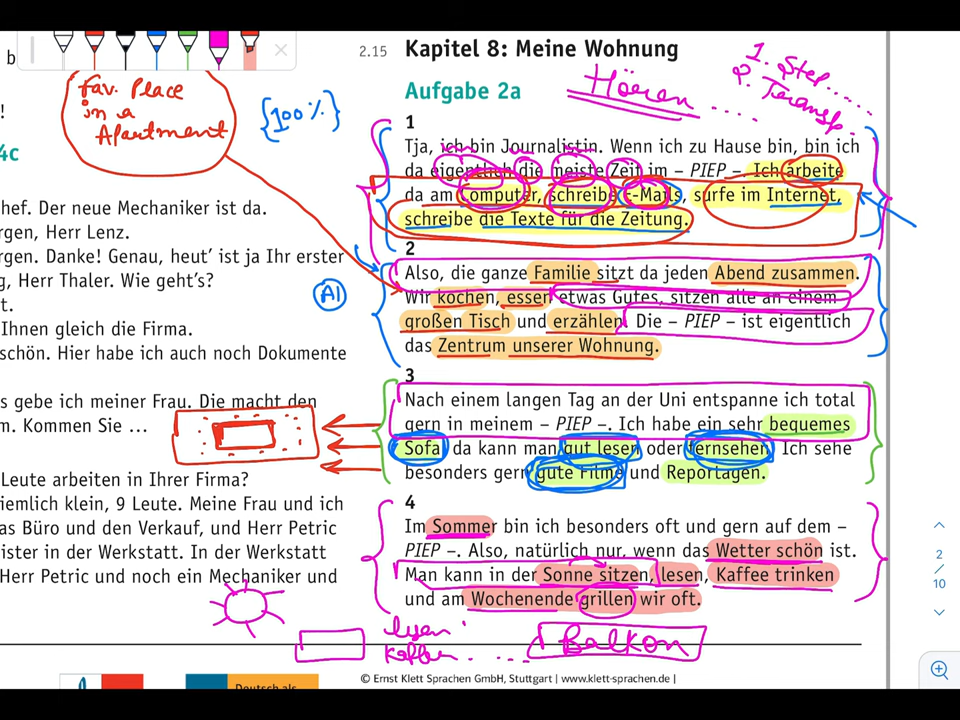 b
2.15 Kapitel 8: Meine Wohnung
1. Step.....
2. Transp....
Hören.....
Aufgabe 2a
fav. Place
in a
Apartment
{100%}
!
4c
1
Tja, ich bin Journalistin. Wenn ich zu Hause bin, bin ich
da eigentlich die meiste Zeit im – PIEP –. Ich arbeite
da am Computer, schreibe E-Mails, surfe im Internet,
schreibe die Texte für die Zeitung.
2
Also, die ganze Familie sitzt da jeden Abend zusammen.
Wir kochen, essen etwas Gutes, sitzen alle an einem
großen Tisch und erzählen. Die – PIEP – ist eigentlich
das Zentrum unserer Wohnung.
A1
3
Nach einem langen Tag an der Uni entspanne ich total
gern in meinem – PIEP –. Ich habe ein sehr bequemes
Sofa da kann man gut lesen oder fernsehen. Ich sehe
besonders gern gute Filme und Reportagen.
4
Im Sommer bin ich besonders oft und gern auf dem –
PIEP –. Also, natürlich nur, wenn das Wetter schön ist.
Man kann in der Sonne sitzen, lesen, Kaffee trinken
und am Wochenende grillen wir oft.
lesen
Balkon
hef. Der neue Mechaniker ist da.
rgen, Herr Lenz.
rgen. Danke! Genau, heut’ ist ja Ihr erster
g, Herr Thaler. Wie geht’s?
t.
Ihnen gleich die Firma.
schön. Hier habe ich auch noch Dokumente
s gebe ich meiner Frau. Die macht den
m. Kommen Sie ...
Leute arbeiten in Ihrer Firma?
iemlich klein, 9 Leute. Meine Frau und ich
as Büro und den Verkauf, und Herr Petric
ister in der Werkstatt. In der Werkstatt
Herr Petric und noch ein Mechaniker und
2
/
10
Deutsch als
© Ernst Klett Sprachen GmbH, Stuttgart | www.klett-sprachen.de |